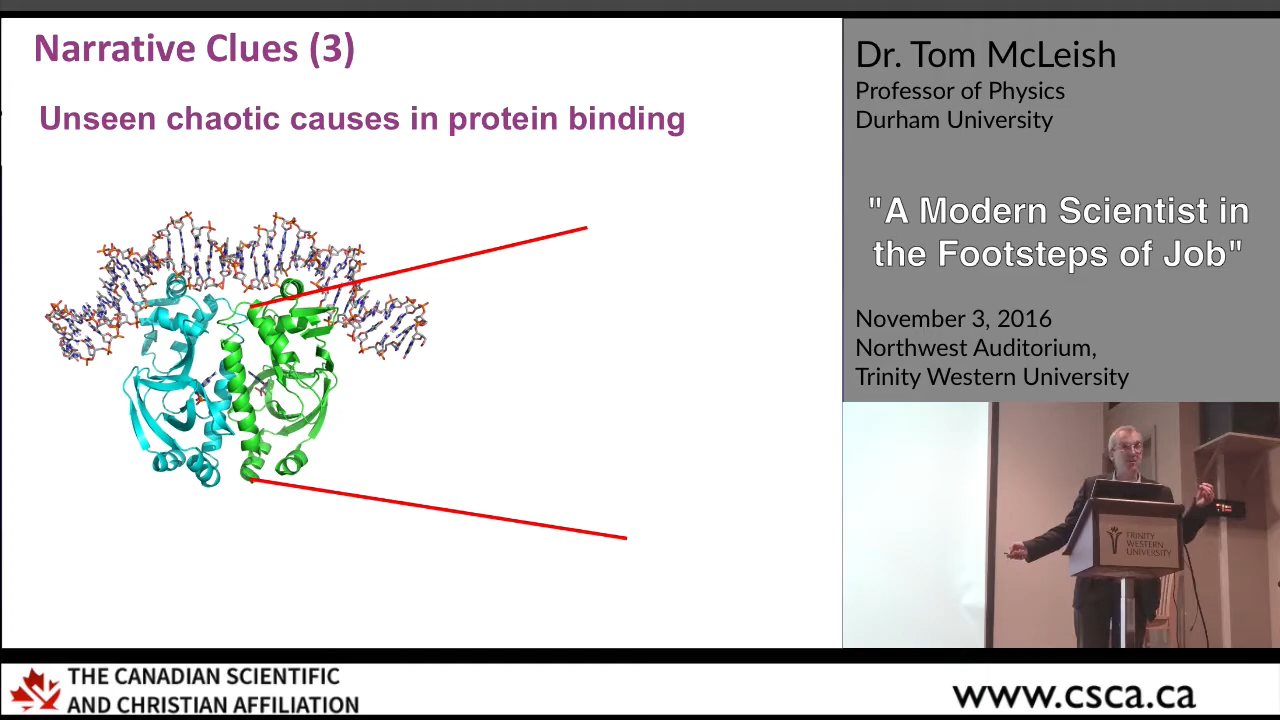 Narrative Clues (3)
Unseen chaotic causes in protein binding
Dr. Tom McLeish
Professor of Physics
Durham University
"A Modern Scientist in
the Footsteps of Job"
November 3, 2016
Northwest Auditorium,
Trinity Western University
TRINITY
WESTERN
UNIVERSITY
THE CANADIAN SCIENTIFIC
AND CHRISTIAN AFFILIATION
www.csca.ca